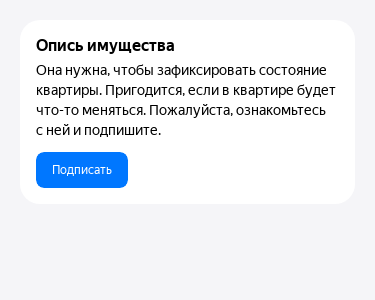 Опись имущества
Она нужна, чтобы зафиксировать состояние
квартиры. Пригодится, если в квартире будет
что-то меняться. Пожалуйста, ознакомьтесь
с ней и подпишите.
Подписать